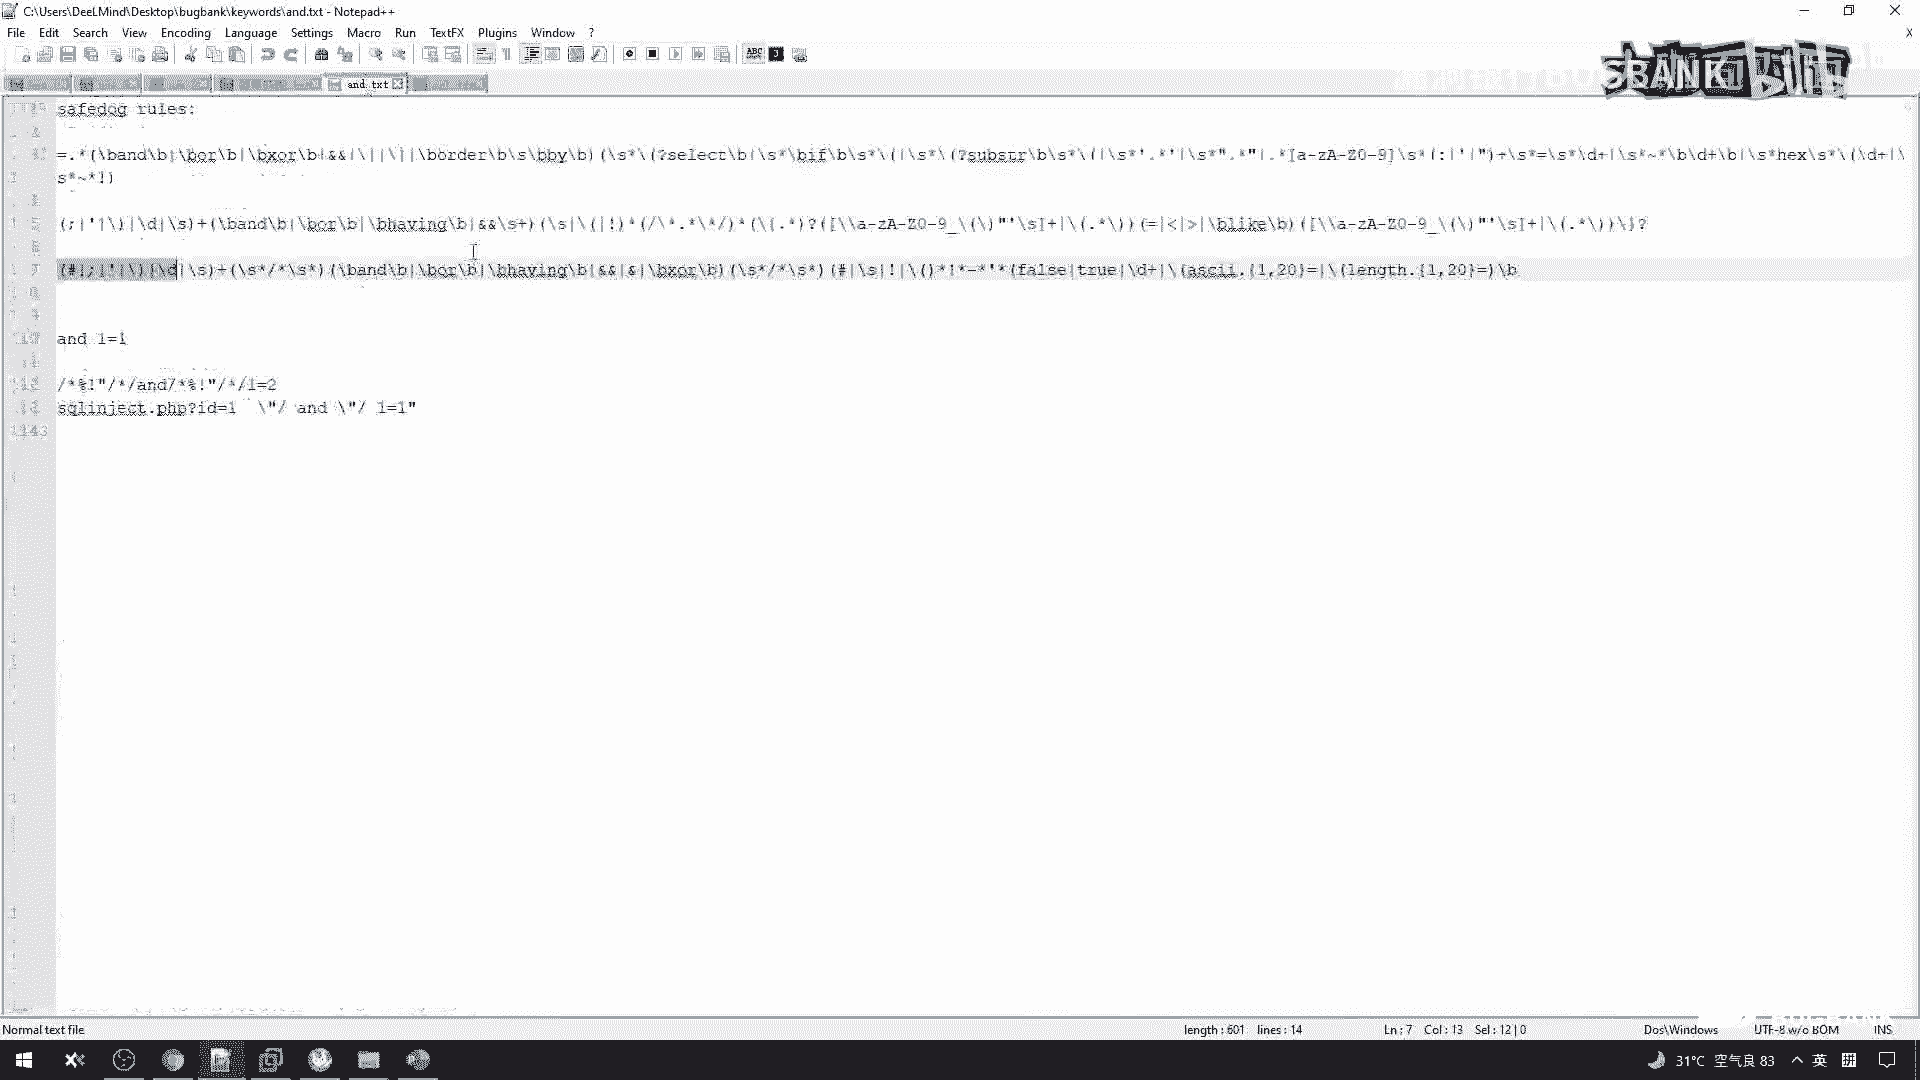 C:\Users\DeeLMind\Desktop\bugbank\keywords\and.txt - Notepad++
File Edit Search View Encoding Language Settings Macro Run TextFX Plugins Window ? X
SBANK Bilibili
and.txt
safedog rules:
=.*(\band\b|\bor\b|\bxor\b|&&|\||\||\border\b\s\bby\b)(\s*\(?select\b|\s*\bif\b\s*\(|\s*\(?substr\b\s*\(|\s*'.*'|\s*".*"|.*[a-zA-Z0-9]\s*(:|'|")+\s*=\s*\d+|\s*~*\b\d+\b|\s*hex\s*\(\d+|\
s*~*!)
(;|'|\)|\d|\s)+(\band\b|\bor\b|\bhaving\b|&&\s+)(\s|\(|!)*(/\*.*\*/)*(\(.*)?([\\a-zA-Z0-9_\(\)"'\s]+|\(.*\))(=|<|>|\blike\b)([\\a-zA-Z0-9_\(\)"'\s]+|\(.*\))\)?
(#|;|'|\)|\d|\s)+(\s*/*\s*)(\band\b|\bor\b|\bhaving\b|&&|&|\bxor\b)(\s*/*\s*)(#|\s|!|\()*!*-*'*(false|true|\d+|\(ascii.{1,20}=|\(length.{1,20}=)\b
and 1=1
/*%!"/*/and/*%!"/*/1=2
sqlinject.php?id=1  \"/ and \"/ 1=1"
Normal text file length : 601 lines : 14 Ln : 7 Col : 13 Sel : 12 | 0 Dos\Windows UTF-8 w/o BOM INS
31°C 空气良 83 英